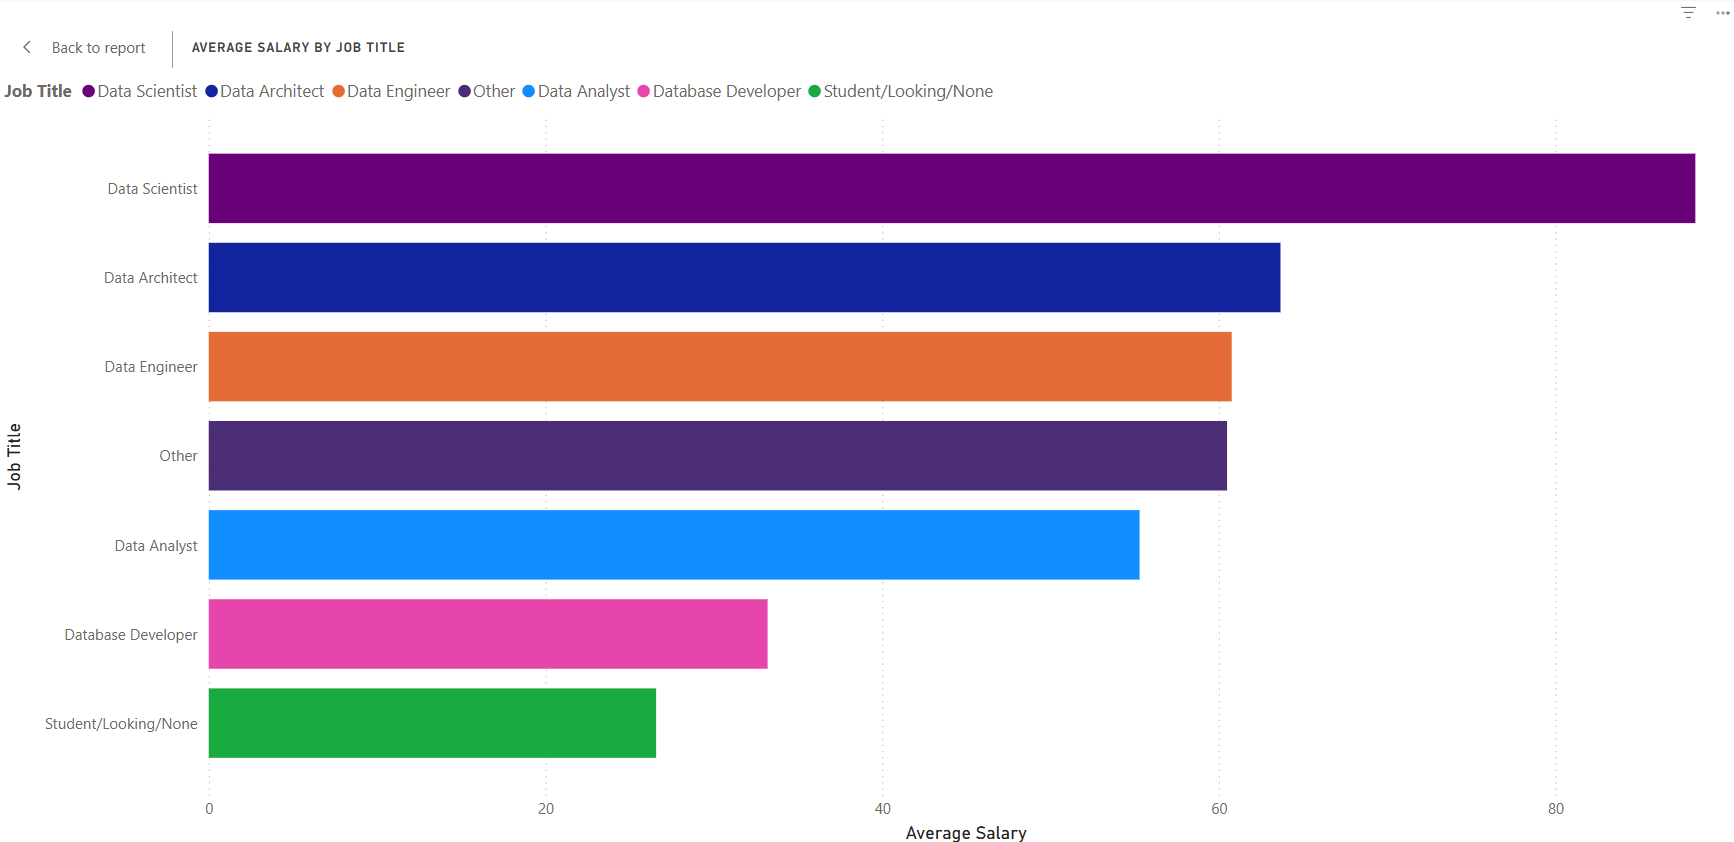 Back to report
AVERAGE SALARY BY JOB TITLE
Job Title Data Scientist Data Architect Data Engineer Other Data Analyst Database Developer Student/Looking/None
Job Title
Data Scientist
Data Architect
Data Engineer
Other
Data Analyst
Database Developer
Student/Looking/None
0 20 40 60 80
Average Salary